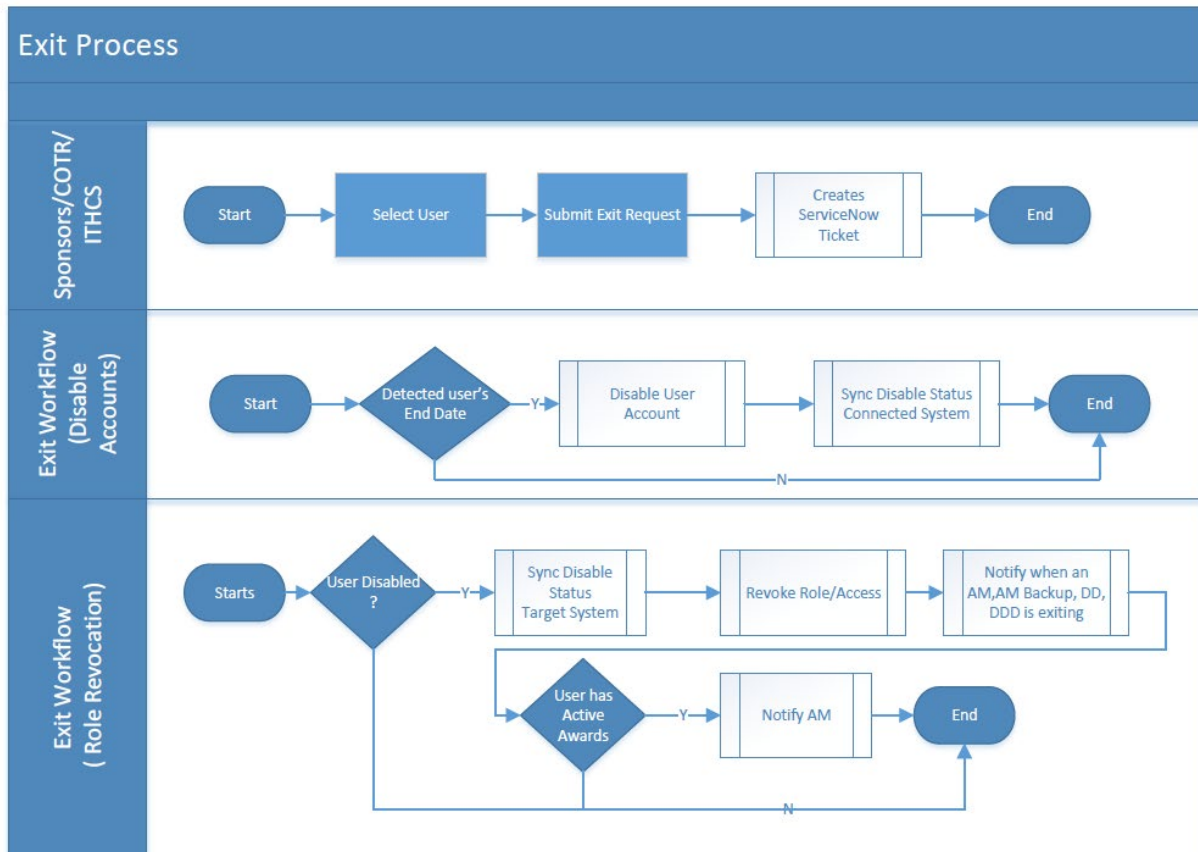 Exit Process
Sponsors/COTR/
ITHCS
Start
Select User
Submit Exit Request
Creates
ServiceNow
Ticket
End
Exit WorkFlow
(Disable
Accounts)
Start
Detected user's
End Date
Y
Disable User
Account
Sync Disable Status
Connected System
End
N
Exit Workflow
( Role Revocation)
Starts
User Disabled
?
Y
Sync Disable
Status
Target System
Revoke Role/Access
Notify when an
AM,AM Backup, DD,
DDD is exiting
User has
Active
Awards
Y
Notify AM
End
N